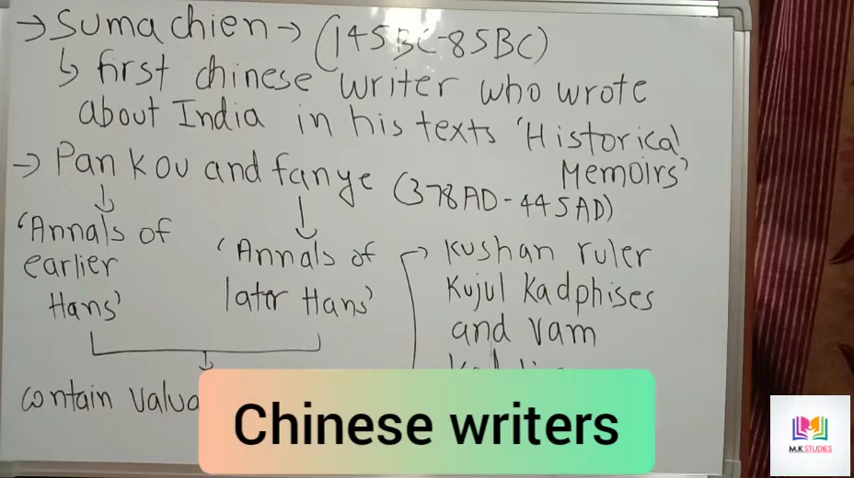 → Suma chien → (145BC-85BC)
↳ first chinese writer who wrote
about India in his texts 'Historical
Memoirs'
→ Pan kou and fanye (378AD-445AD)
'Annals of
earlier
Hans'
'Annals of
later Hans'
kushan ruler
Kujul Kadphises
and vam
contain
Chinese writers
M.K STUDIES